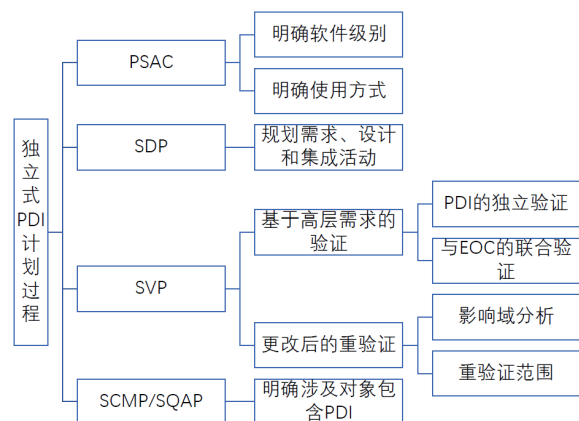 独
立
式
PDI
计
划
过
程
PSAC
明确软件级别
明确使用方式
SDP
规划需求、设计
和集成活动
SVP
基于高层需求的
验证
PDI的独立验证
与EOC的联合验
证
更改后的重验证
影响域分析
重验证范围
SCMP/SQAP
明确涉及对象包
含PDI